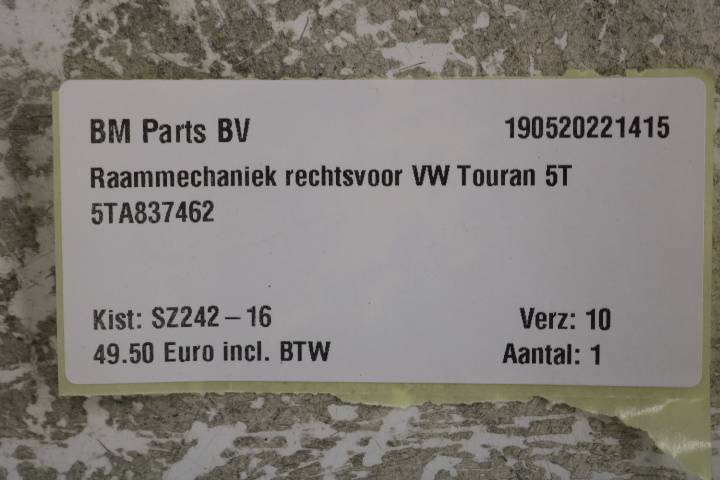 BM Parts BV 190520221415
Raammechaniek rechtsvoor VW Touran 5T
5TA837462
Kist: SZ242-16 Verz: 10
49.50 Euro incl. BTW Aantal: 1